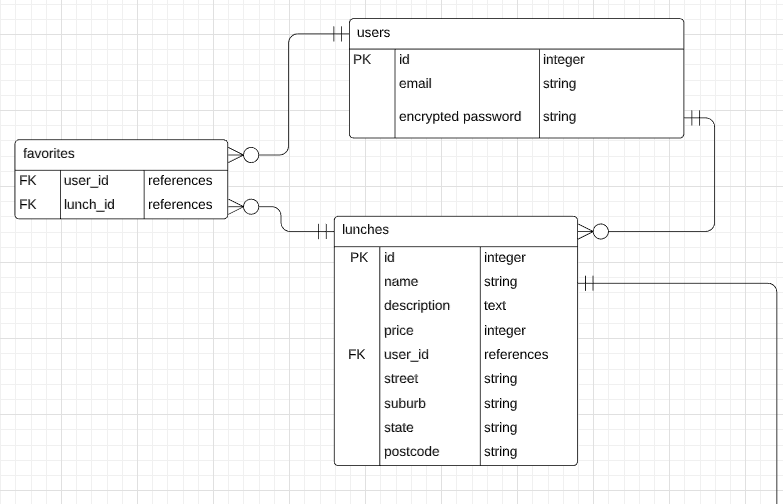 users
PK id integer
email string
encrypted password string
favorites
FK user_id references
FK lunch_id references
lunches
PK id integer
name string
description text
price integer
FK user_id references
street string
suburb string
state string
postcode string